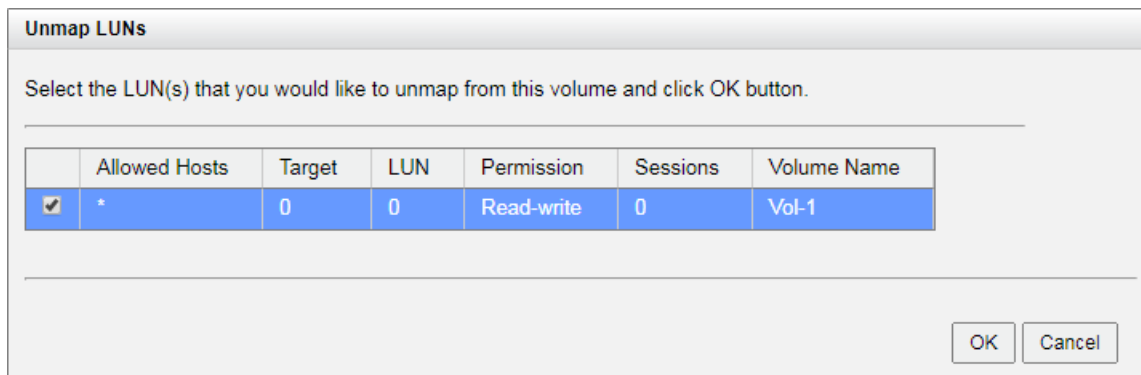 Unmap LUNs
Select the LUN(s) that you would like to unmap from this volume and click OK button.
Allowed Hosts Target LUN Permission Sessions Volume Name
* 0 0 Read-write 0 Vol-1
OK Cancel